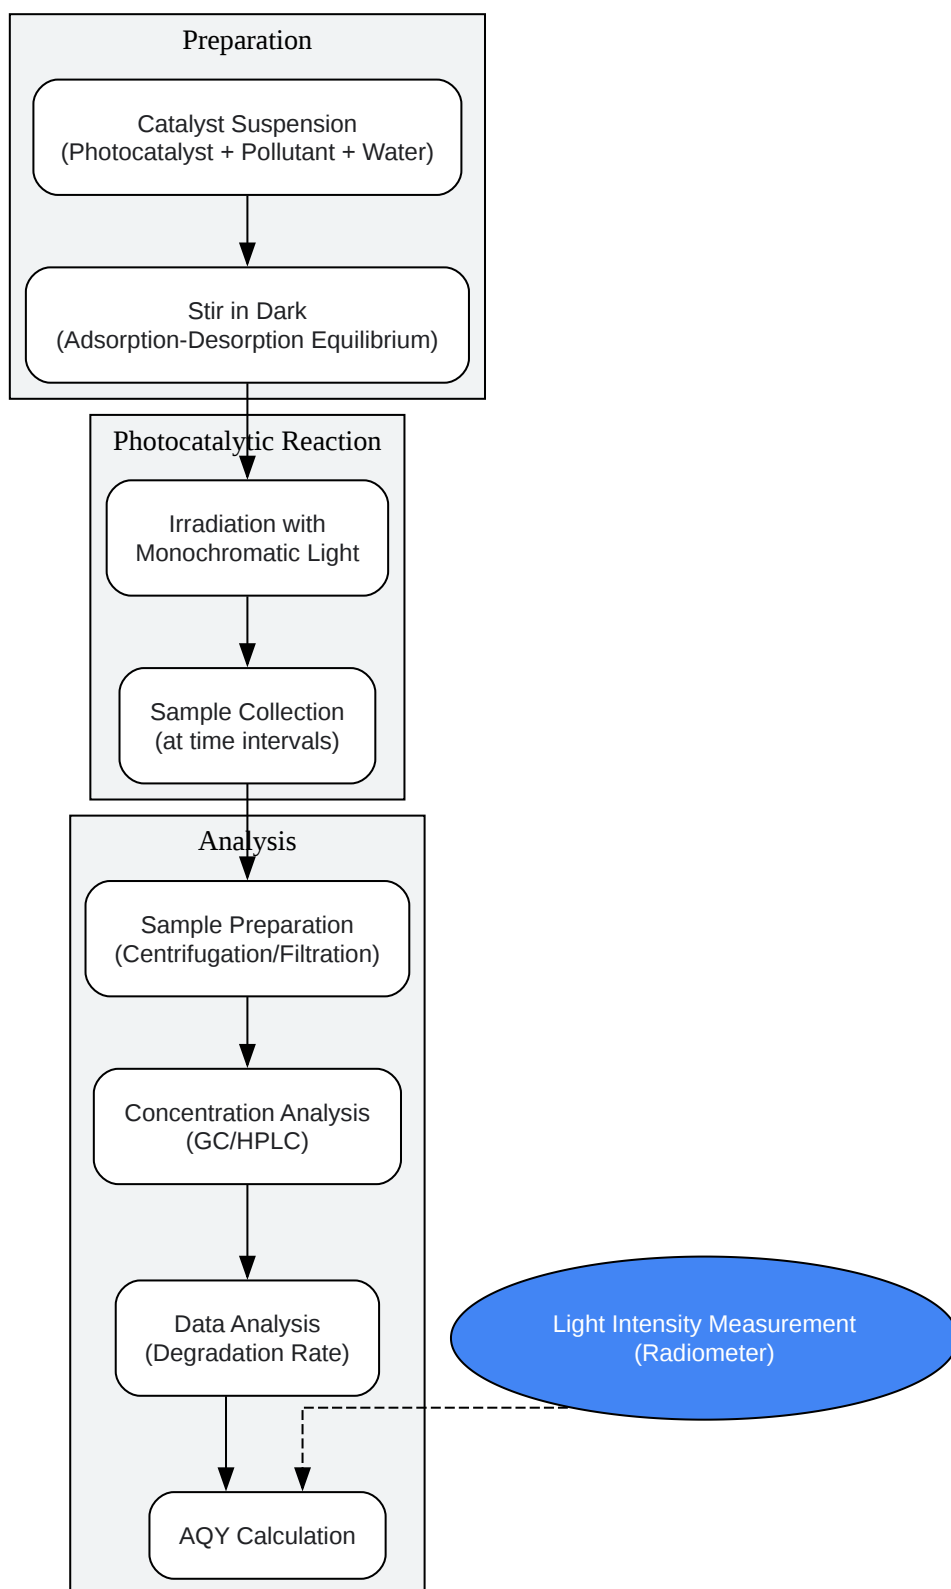 Preparation
Catalyst Suspension
(Photocatalyst + Pollutant + Water)
Stir in Dark
(Adsorption-Desorption Equilibrium)
Photocatalytic Reaction
Irradiation with
Monochromatic Light
Sample Collection
(at time intervals)
Analysis
Sample Preparation
(Centrifugation/Filtration)
Concentration Analysis
(GC/HPLC)
Data Analysis
(Degradation Rate)
Light Intensity Measurement
(Radiometer)
AQY Calculation